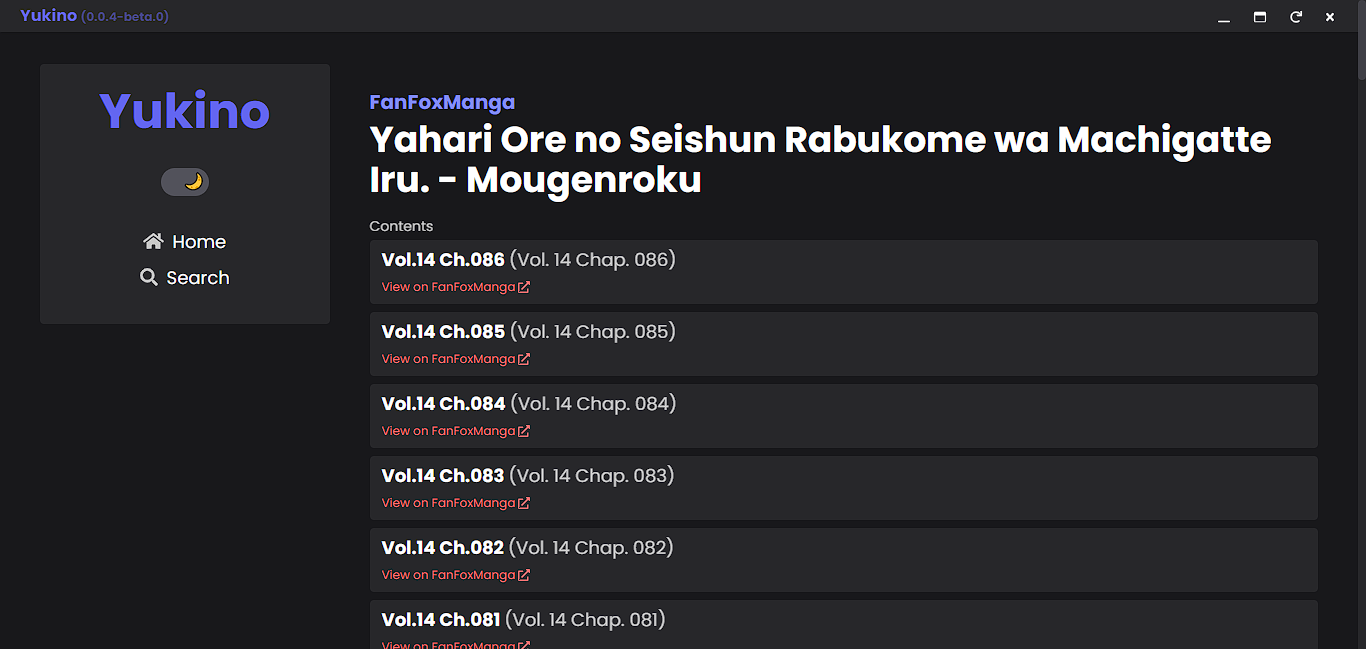 Yukino (0.0.4-beta.0)
Yukino
Home
Search
FanFoxManga
Yahari Ore no Seishun Rabukome wa Machigatte
Iru. - Mougenroku
Contents
Vol.14 Ch.086 (Vol. 14 Chap. 086)
View on FanFoxManga
Vol.14 Ch.085 (Vol. 14 Chap. 085)
View on FanFoxManga
Vol.14 Ch.084 (Vol. 14 Chap. 084)
View on FanFoxManga
Vol.14 Ch.083 (Vol. 14 Chap. 083)
View on FanFoxManga
Vol.14 Ch.082 (Vol. 14 Chap. 082)
View on FanFoxManga
Vol.14 Ch.081 (Vol. 14 Chap. 081)
View on FanFoxManga